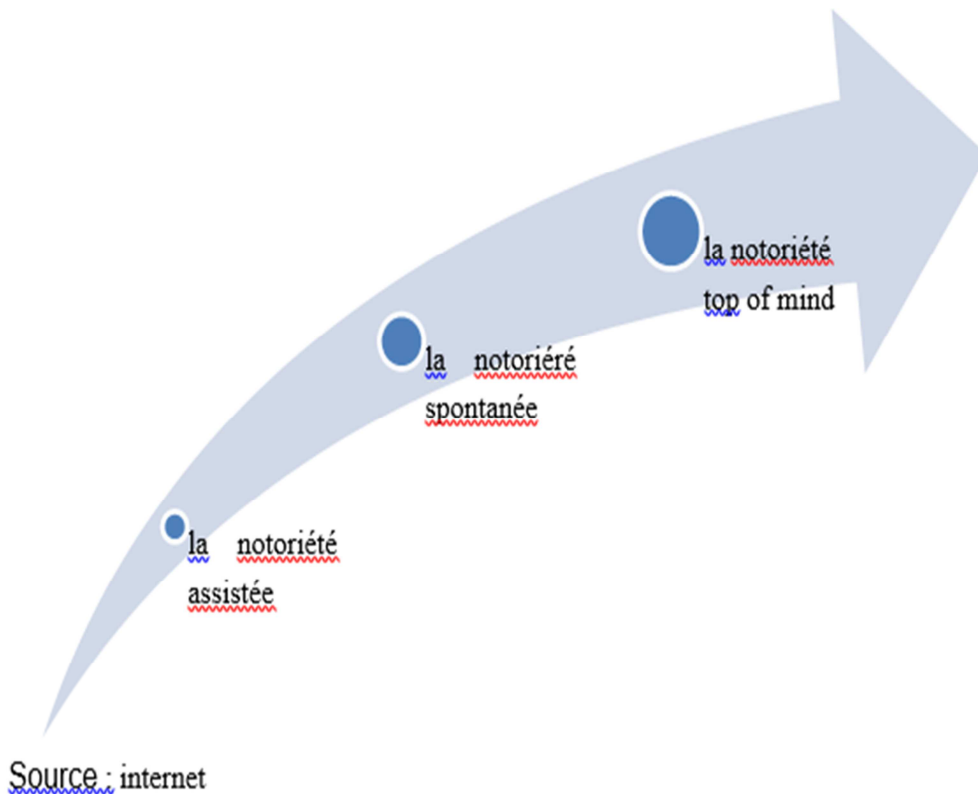 la notoriété
top of mind
la notoriéré
spontanée
la notoriété
assistée
Source : internet